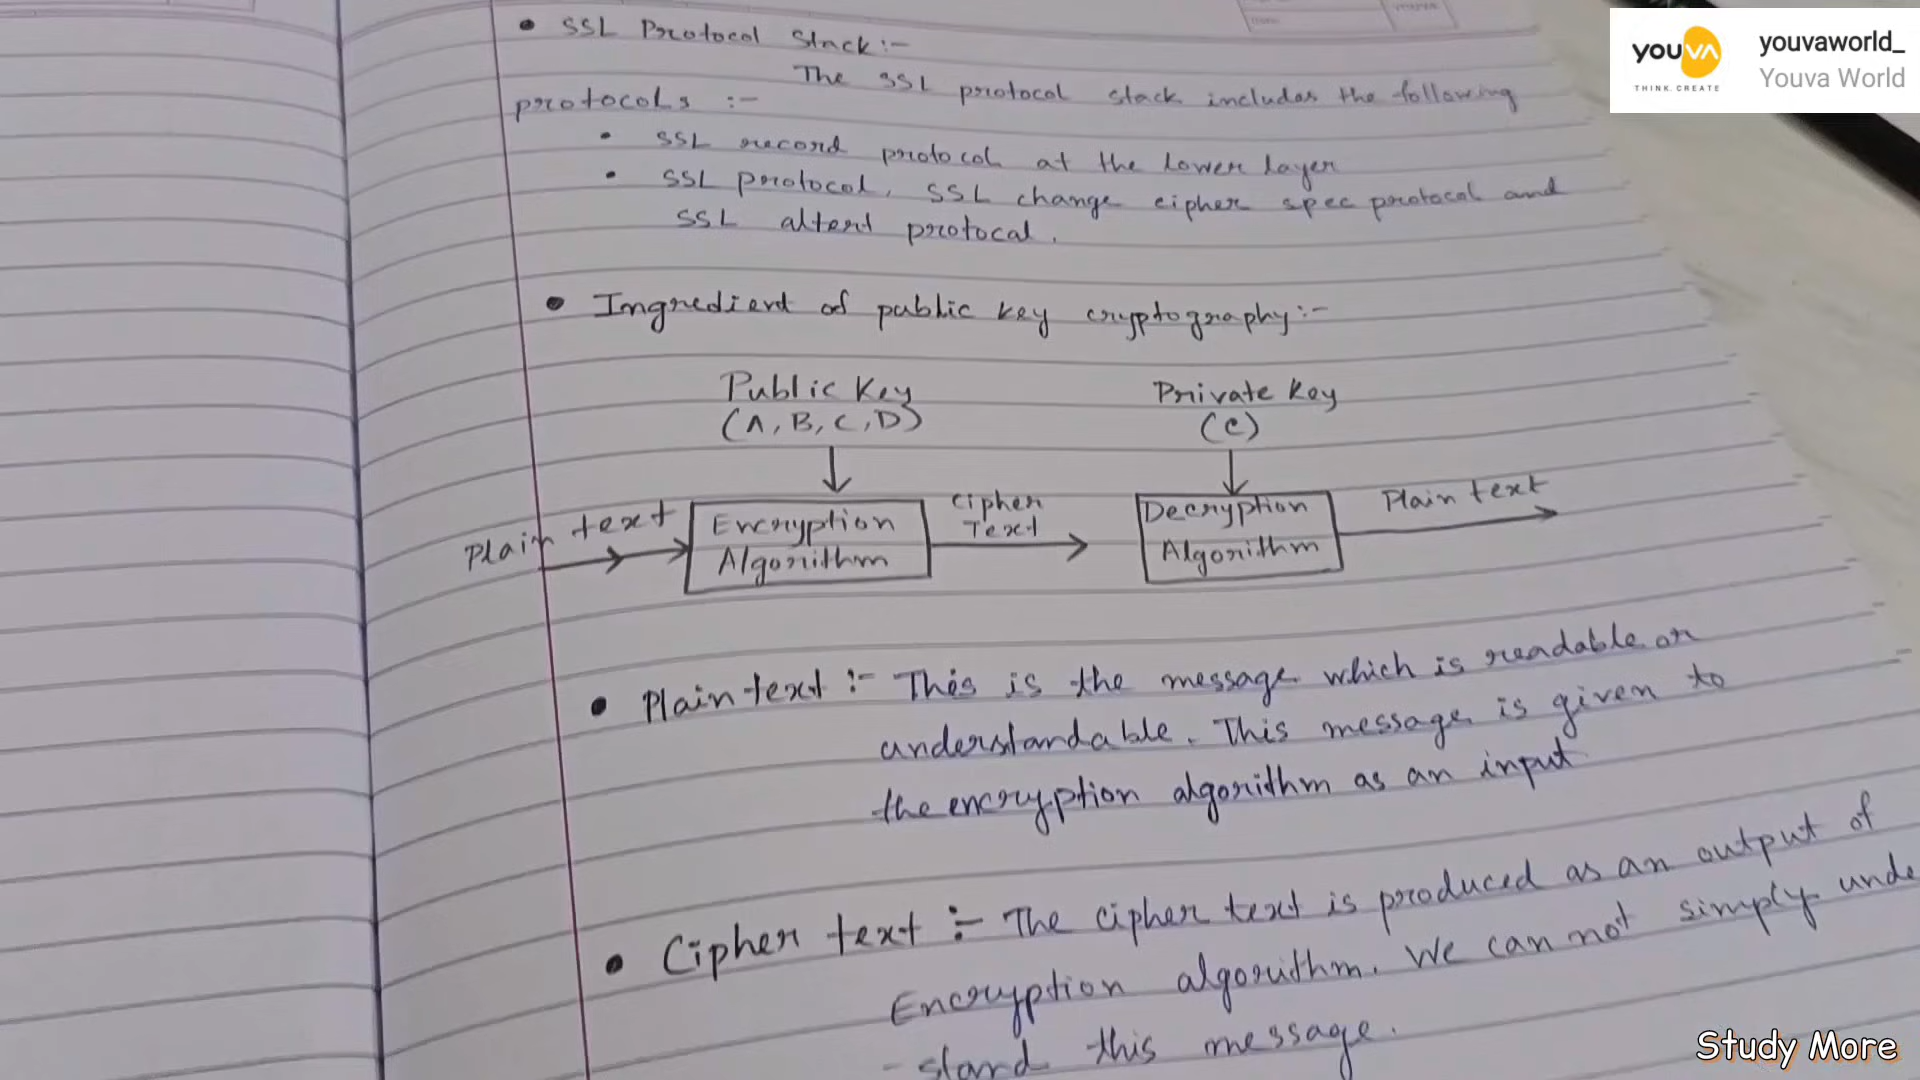 • SSL Protocol Stack:-
The SSL protocol stack includes the following
protocols :-
• SSL record protocol at the lower layer
• SSL protocol, SSL change cipher spec protocol and
SSL altert protocal.
• Ingredient of public key cryptography:-
Public Key
(A, B, C, D)
Private Key
(C)
Plain text
Encryption
Algorithm
Cipher
Text
Decryption
Algorithm
Plain text
• Plain text :- This is the message which is readable or
understandable. This message is given to
the encryption algorithm as an input
• Cipher text :- The cipher text is produced as an output of
Encryption algorithm. We can not simply unde
-stand this message.
YOUVA
THINK. CREATE
youvaworld_
Youva World
Study More